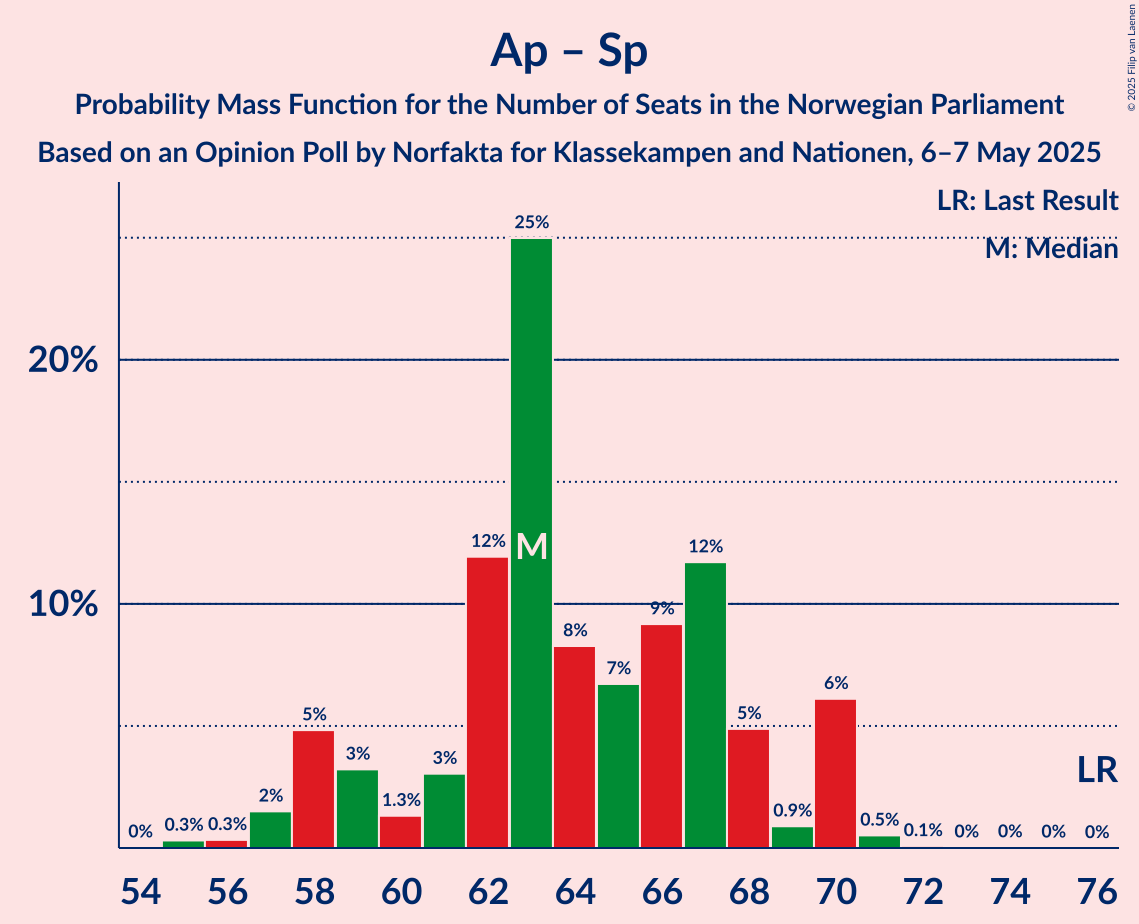 Ap – Sp
Probability Mass Function for the Number of Seats in the Norwegian Parliament
Based on an Opinion Poll by Norfakta for Klassekampen and Nationen, 6–7 May 2025
© 2025 Filip van Laenen
LR: Last Result
M: Median
20%
10%
0% 0.3% 0.3% 2% 5% 3% 1.3% 3% 12% 25% 8% 7% 9% 12% 5% 0.9% 6% 0.5% 0.1% 0% 0% 0% 0%
M
LR
54 56 58 60 62 64 66 68 70 72 74 76